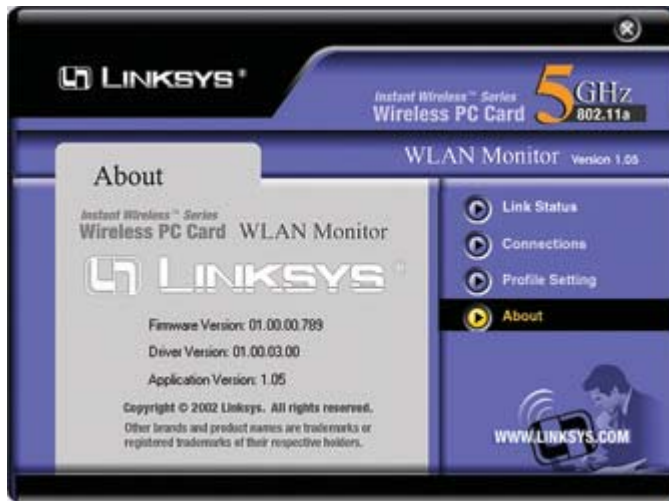 LINKSYS®
Instant Wireless™ Series
Wireless PC Card
5 GHz
802.11a
WLAN Monitor Version 1.05
About
Instant Wireless™ Series
Wireless PC Card WLAN Monitor
LINKSYS®
Firmware Version: 01.00.00.789
Driver Version: 01.00.03.00
Application Version: 1.05
Copyright © 2002 Linksys. All rights reserved.
Other brands and product names are trademarks or
registered trademarks of their respective holders.
Link Status
Connections
Profile Setting
About
WWW.LINKSYS.COM